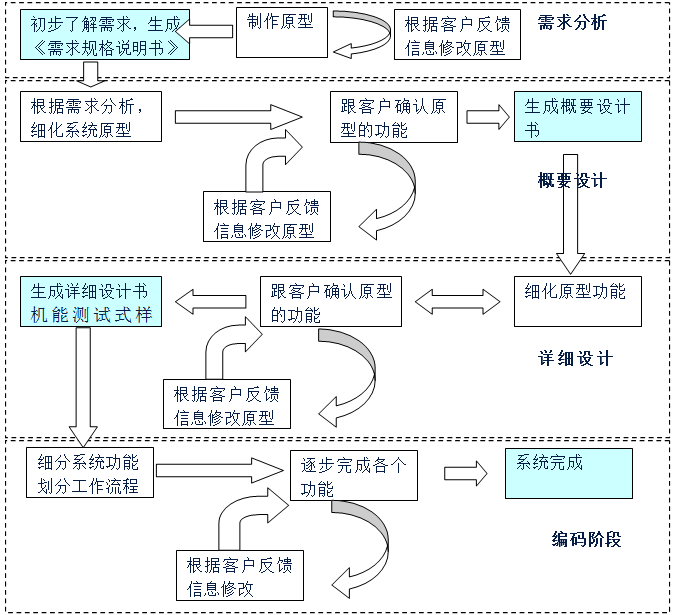 初步了解需求，生成
《需求规格说明书》
制作原型
根据客户反馈
信息修改原型
需求分析
根据需求分析，
细化系统原型
跟客户确认原
型的功能
生成概要设计
书
概要设计
根据客户反馈
信息修改原型
生成详细设计书
机能测试式样
跟客户确认原型
的功能
细化原型功能
详细设计
根据客户反馈
信息修改原型
细分系统功能
划分工作流程
逐步完成各个
功能
系统完成
编码阶段
根据客户反馈
信息修改